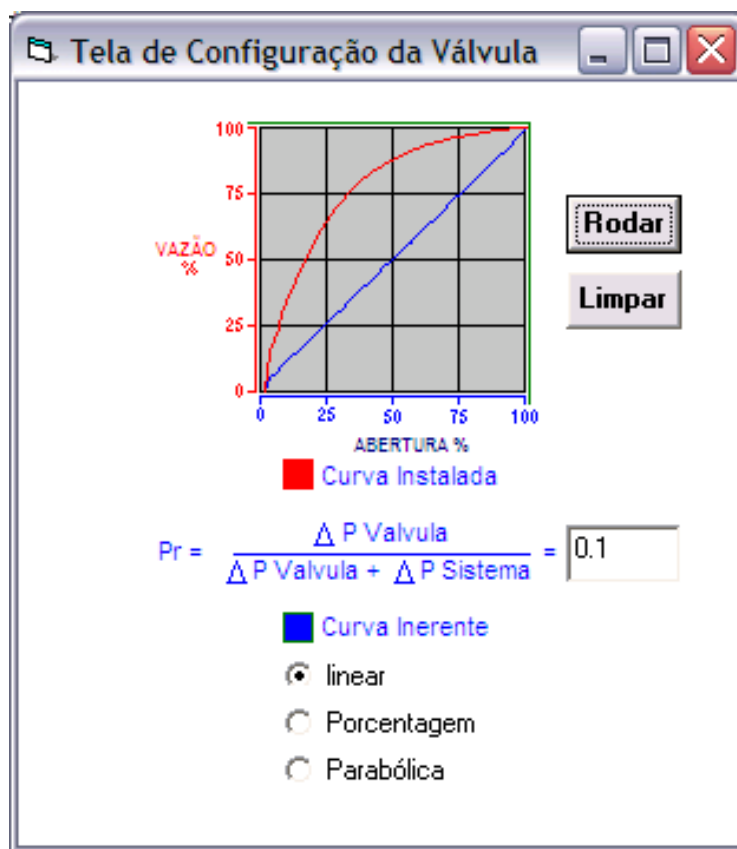 Tela de Configuração da Válvula
100
75
VAZÃO
%
50
25
0
0 25 50 75 100
ABERTURA %
Rodar
Limpar
Curva Instalada
Pr = Δ P Valvula
Δ P Valvula + Δ P Sistema
= 0.1
Curva Inerente
linear
Porcentagem
Parabólica